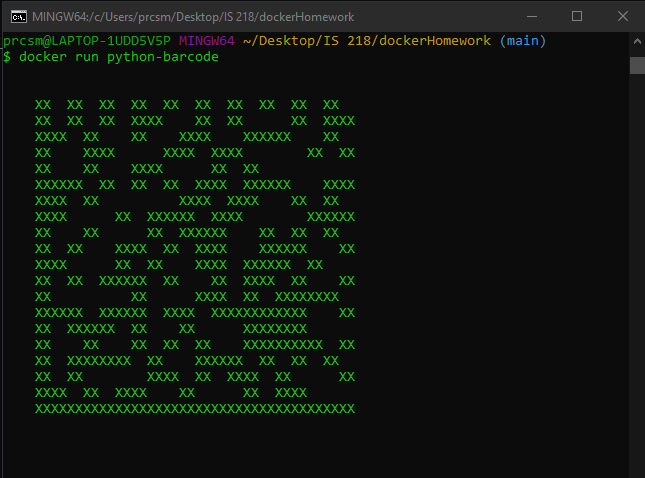 MINGW64:/c/Users/prcsm/Desktop/IS 218/dockerHomework
prcsm@LAPTOP-1UDD5V5P MINGW64 ~/Desktop/IS 218/dockerHomework (main)
$ docker run python-barcode
    XX  XX  XX  XX  XX  XX  XX  XX  XX  XX
    XX  XX  XX  XXXX    XX  XX      XX  XXXX
    XXXX  XX    XX    XXXX    XXXXXX    XX
    XX    XXXX      XXXX  XXXX        XX  XX
    XX    XX    XXXX      XX  XX
    XXXXXX  XX  XX  XX  XXXX  XXXXXX    XXXX
    XXXX  XX          XXXX  XXXX    XX  XX
    XXXX      XX  XXXXXX  XXXX        XXXXXX
    XX    XX      XX  XXXXXX    XX  XX  XX
    XX  XX    XXXX  XX  XXXX    XXXXXX    XX
    XXXX      XX  XX    XXXX  XXXXXX  XX
    XX  XX  XXXXXX  XX    XX  XXXX  XX    XX
    XX          XX      XXXX  XX  XXXXXXXX
    XXXXXX  XXXXXX  XXXX  XXXXXXXXXXXX    XX
    XX  XXXXXX  XX    XX      XXXXXXXX
    XX    XX    XX  XX  XX    XXXXXXXXXX  XX
    XX  XXXXXXXX  XX    XXXXXX  XX  XX  XX
    XX  XX        XXXX  XX  XXXX  XX      XX
    XXXX  XX  XXXX    XX      XX  XXXX
    XXXXXXXXXXXXXXXXXXXXXXXXXXXXXXXXXXXXXXXX